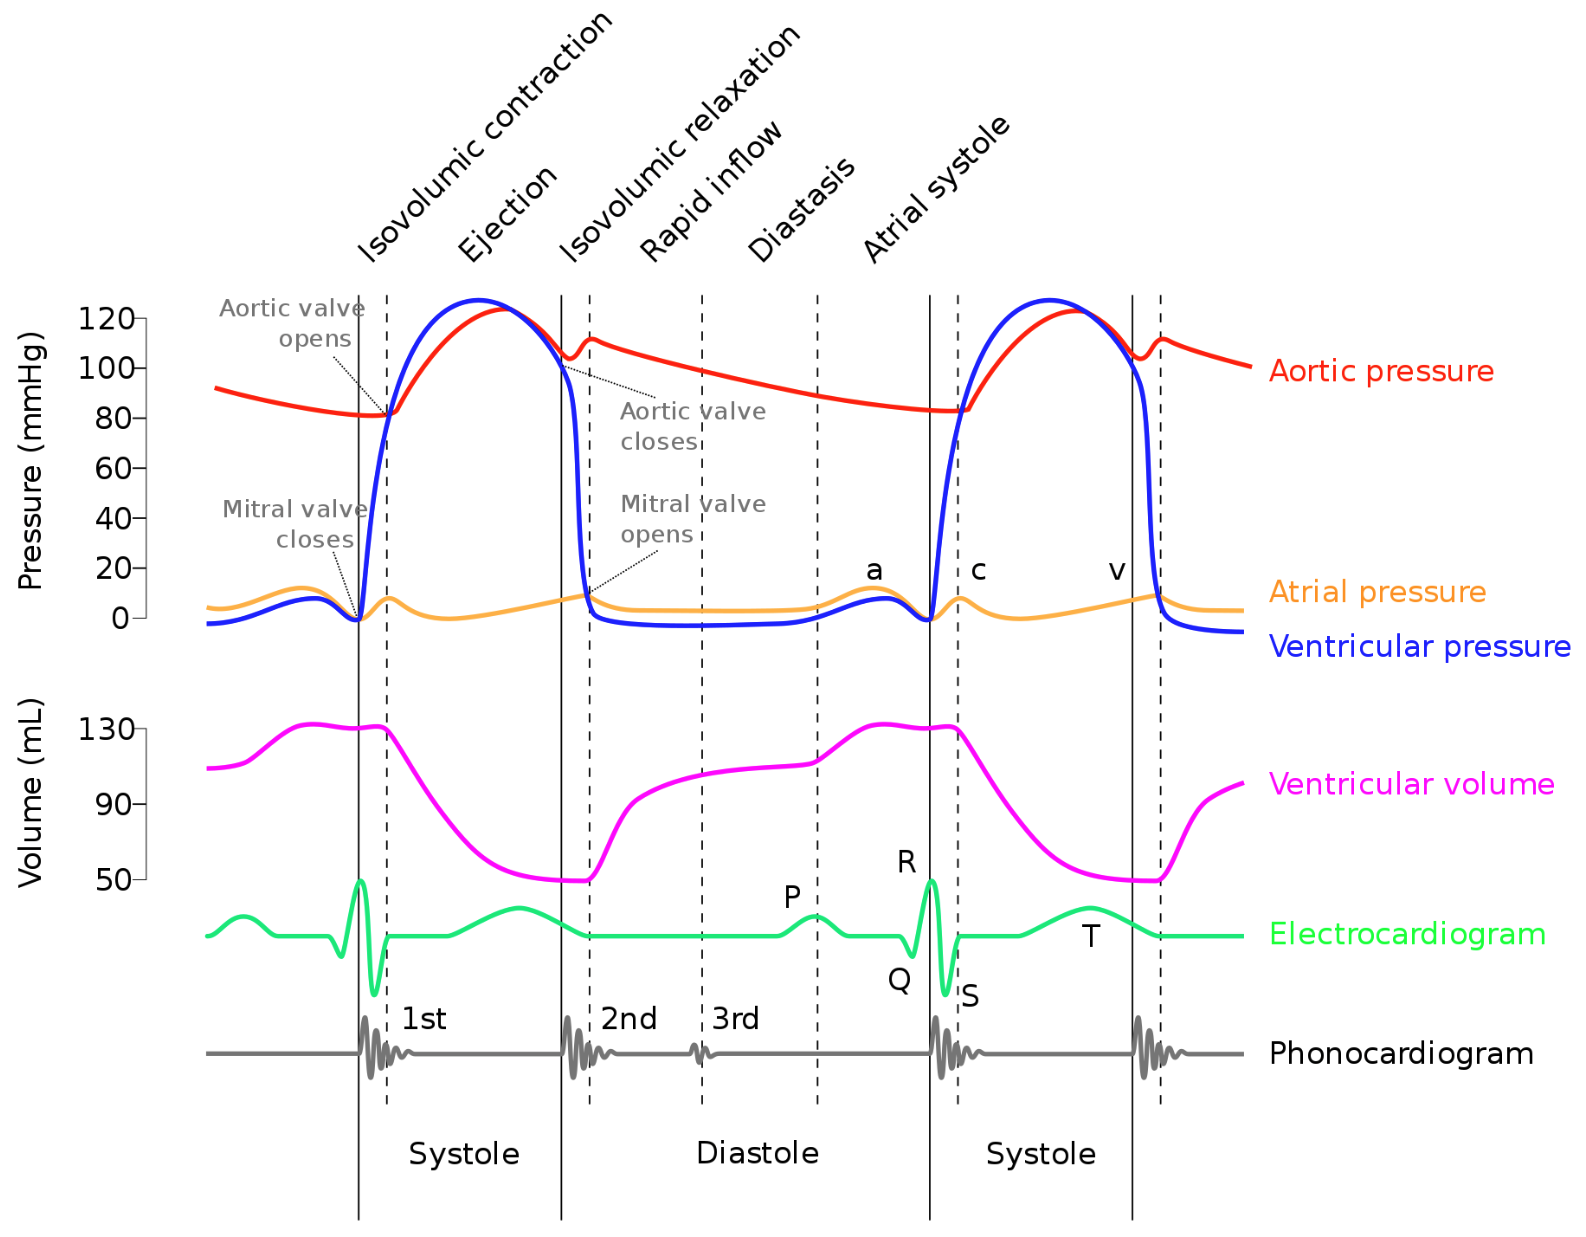 Isovolumic contraction
Ejection
Isovolumic relaxation
Rapid inflow
Diastasis
Atrial systole
Pressure (mmHg)
120
100
80
60
40
20
0
Aortic valve
opens
Mitral valve
closes
Aortic valve
closes
Mitral valve
opens
a
c
v
Aortic pressure
Atrial pressure
Ventricular pressure
Volume (mL)
130
90
50
Ventricular volume
P
R
Q
S
T
Electrocardiogram
1st
2nd
3rd
Phonocardiogram
Systole
Diastole
Systole